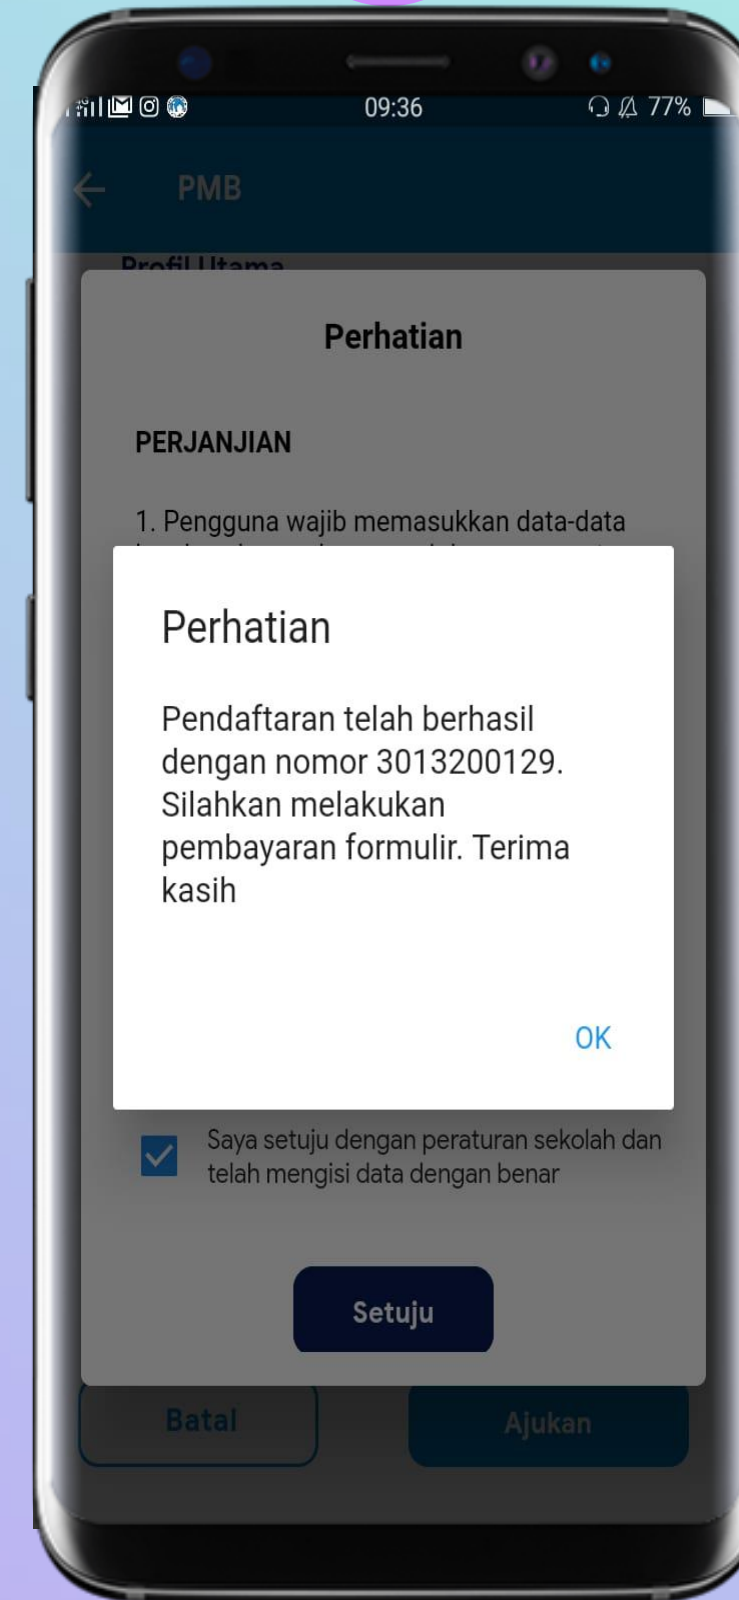 09:36
77%
PMB
Profil Utama
Perhatian
PERJANJIAN
1. Pengguna wajib memasukkan data-data
Perhatian
Pendaftaran telah berhasil
dengan nomor 3013200129.
Silahkan melakukan
pembayaran formulir. Terima
kasih
OK
Saya setuju dengan peraturan sekolah dan
telah mengisi data dengan benar
Setuju
Batal
Ajukan